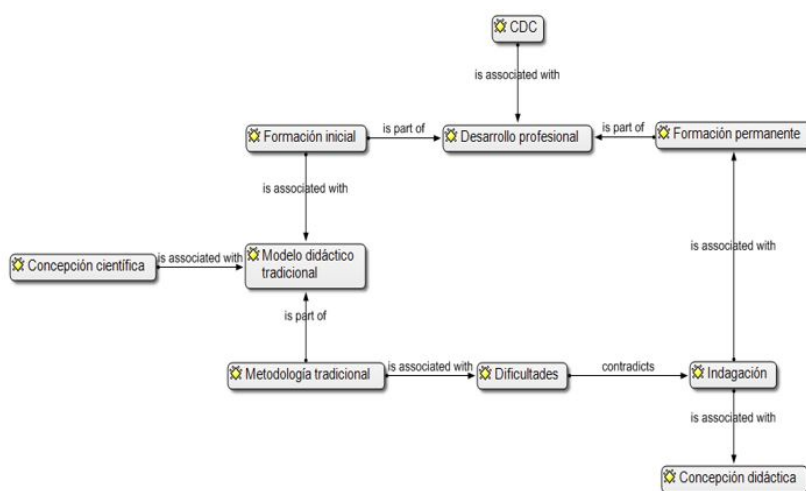 CDC
is associated with
Formación inicial
is part of
Desarrollo profesional
is part of
Formación permanente
is associated with
is associated with
Concepción científica
is associated with
Modelo didáctico
tradicional
is part of
Metodología tradicional
is associated with
Dificultades
contradicts
Indagación
is associated with
Concepción didáctica